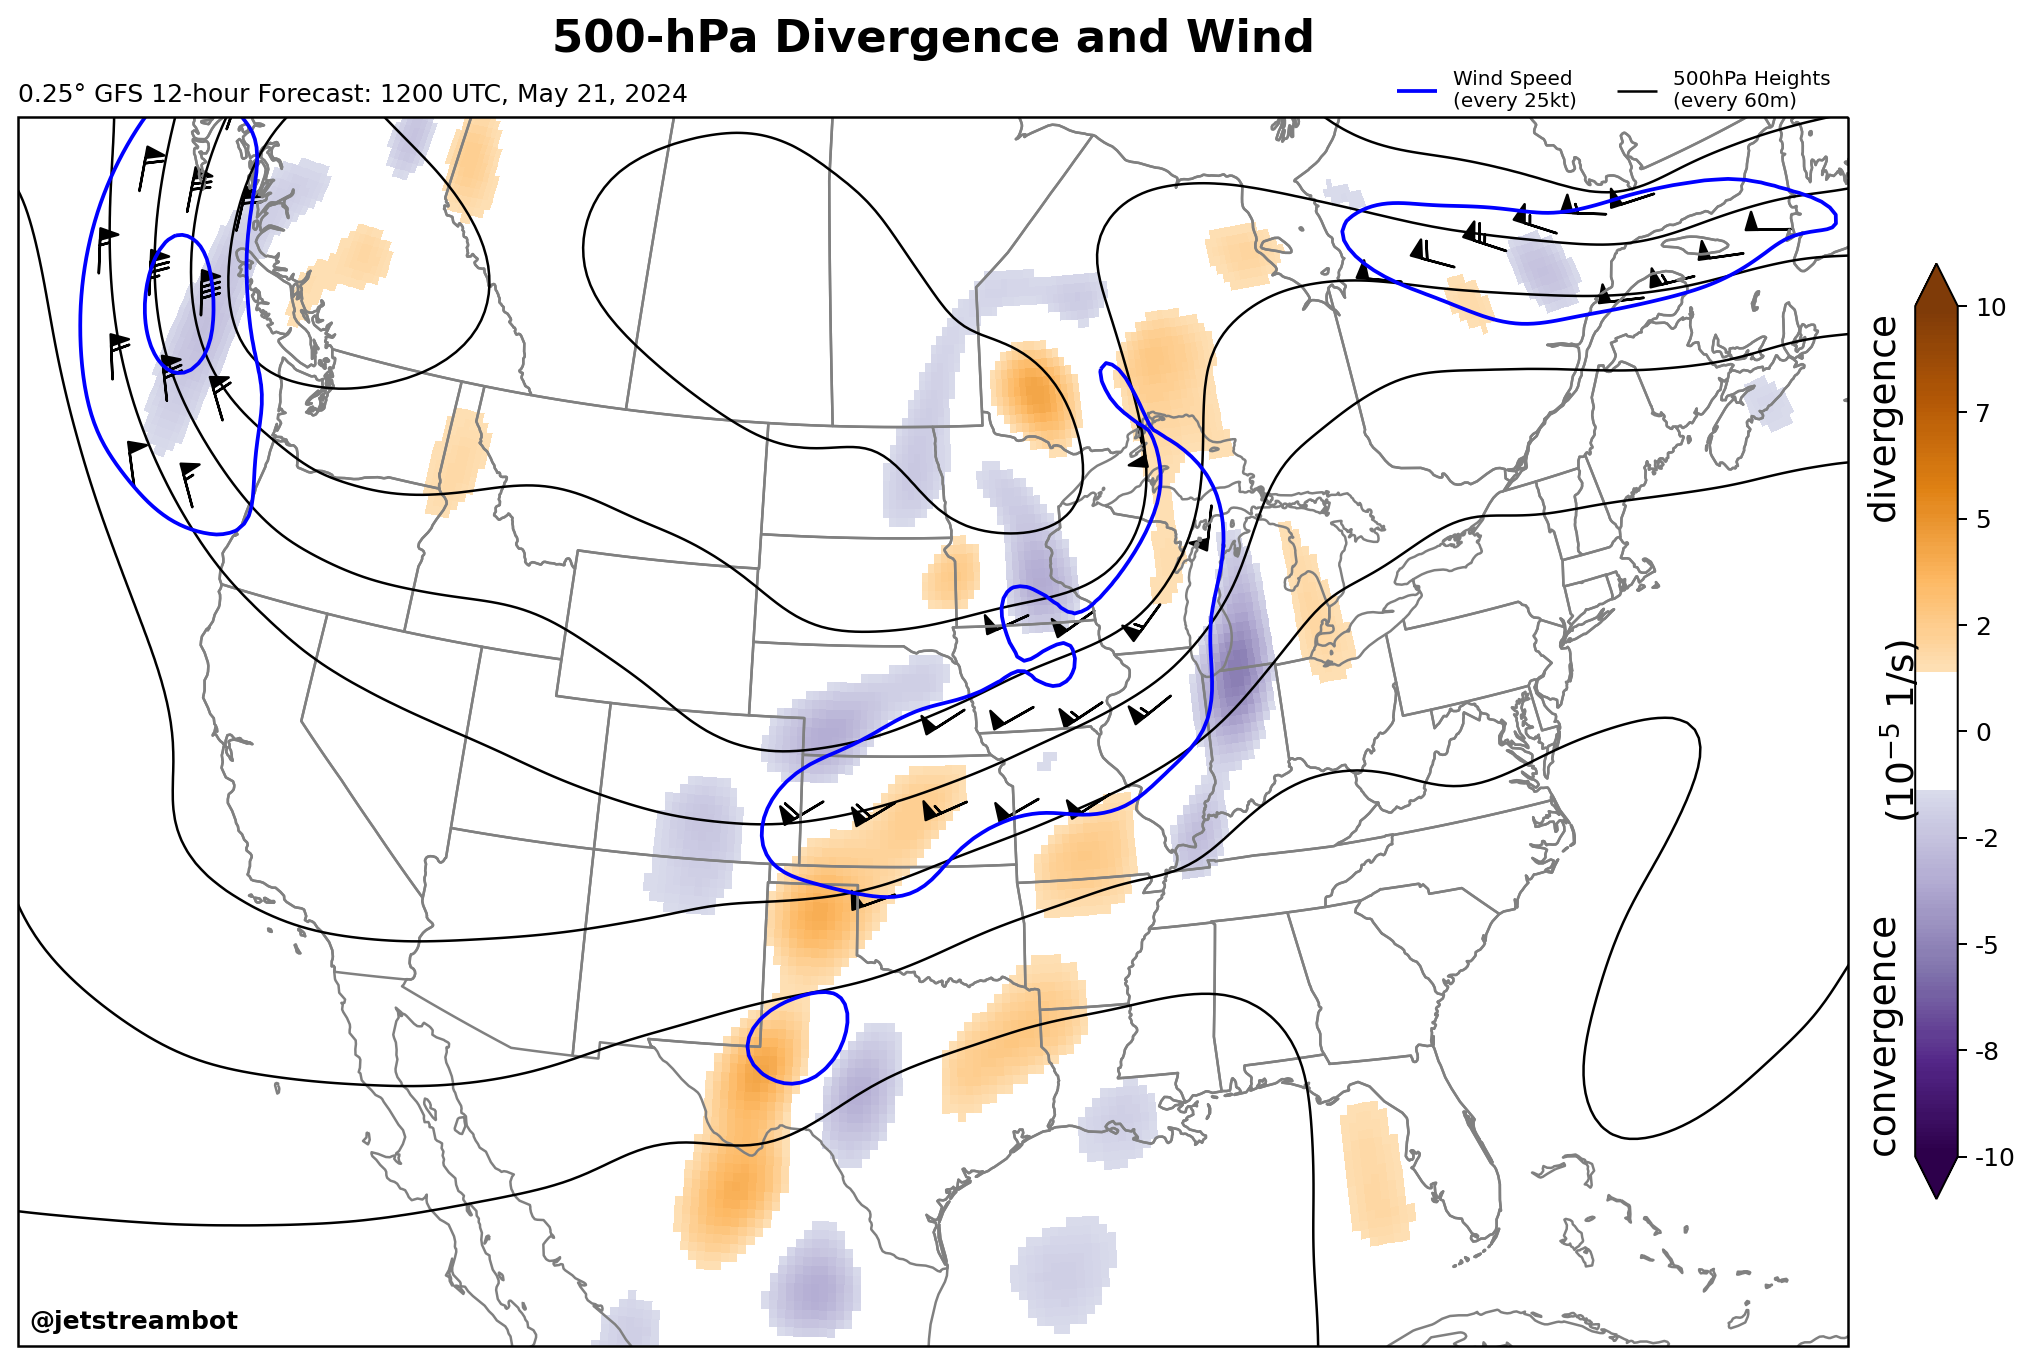 500-hPa Divergence and Wind
0.25° GFS 12-hour Forecast: 1200 UTC, May 21, 2024
Wind Speed
(every 25kt)
500hPa Heights
(every 60m)
10
7
5
2
0
-2
-5
-8
-10
divergence
(10⁻⁵ 1/s)
convergence
@jetstreambot